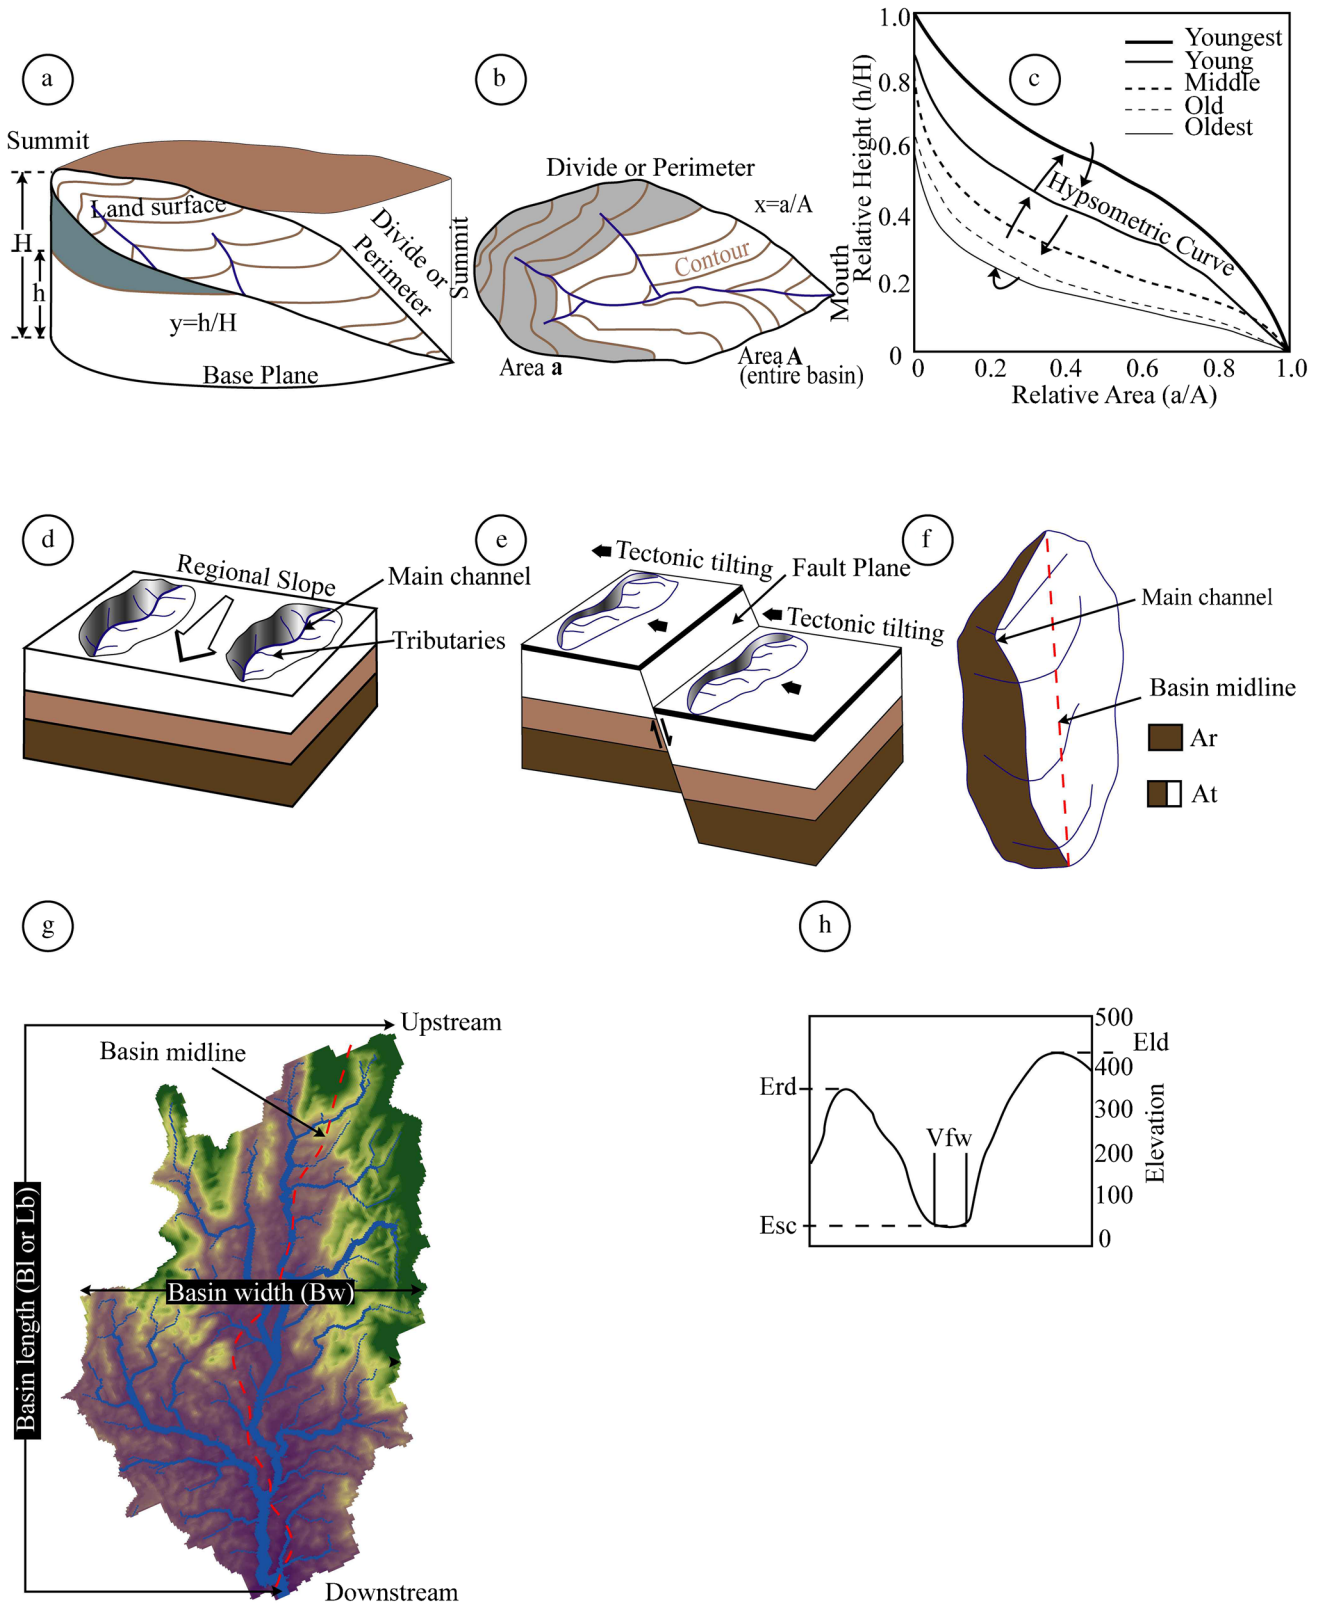 a
Summit
Land surface
H
h
y=h/H
Divide or
Perimeter
Base Plane
b
Divide or Perimeter
x=a/A
Summit
Contour
Mouth
Area a
Area A
(entire basin)
c
1.0
0.8
0.6
0.4
0.2
0
Relative Height (h/H)
Youngest
Young
Middle
Old
Oldest
Hypsometric Curve
0
0.2
0.4
0.6
0.8
1.0
Relative Area (a/A)
d
Regional Slope
Main channel
Tributaries
e
Tectonic tilting
Fault Plane
Tectonic tilting
f
Main channel
Basin midline
Ar
At
g
Upstream
Basin midline
Basin length (Bl or Lb)
Basin width (Bw)
Downstream
h
500
Eld
400
Erd
300
Vfw
200
100
Esc
0
Elevation